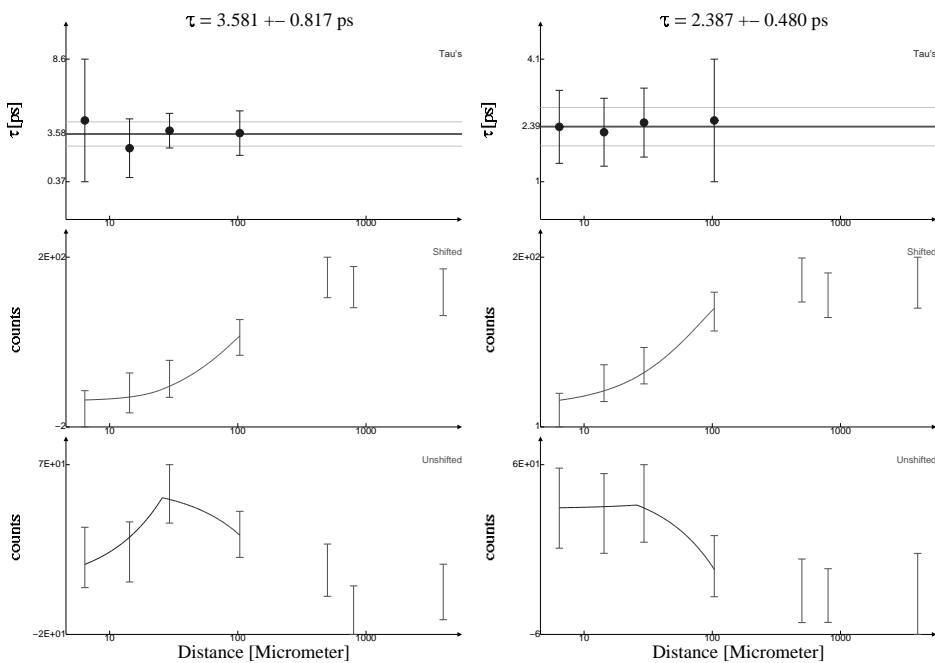 τ = 3.581 +− 0.817 ps
τ = 2.387 +− 0.480 ps
Tau's
8.6
3.58
0.37
τ [ps]
10
100
1000
Tau's
4.1
2.39
1
τ [ps]
10
100
1000
Shifted
2E+02
−2
counts
10
100
1000
Shifted
2E+02
1
counts
10
100
1000
Unshifted
7E+01
−2E+01
counts
10
100
1000
Distance [Micrometer]
Unshifted
6E+01
−6
counts
10
100
1000
Distance [Micrometer]